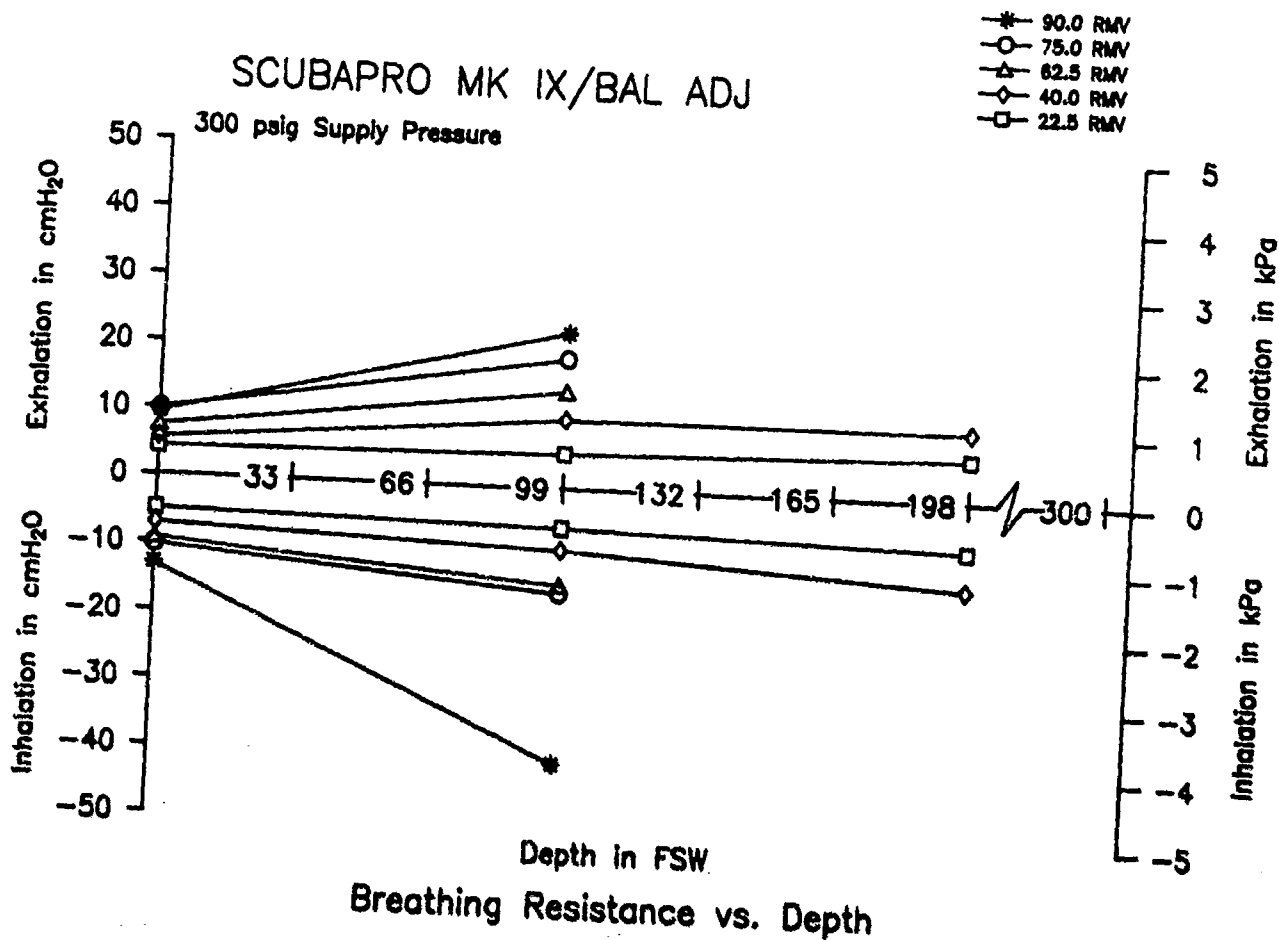 90.0 RMV
75.0 RMV
62.5 RMV
40.0 RMV
22.5 RMV
SCUBAPRO MK IX/BAL ADJ
300 psig Supply Pressure
Exhalation in cmH₂O
Inhalation in cmH₂O
50
40
30
20
10
0
-10
-20
-30
-40
-50
33
66
99
132
165
198
300
5
4
3
2
1
0
-1
-2
-3
-4
-5
Exhalation in kPa
Inhalation in kPa
Depth in FSW
Breathing Resistance vs. Depth